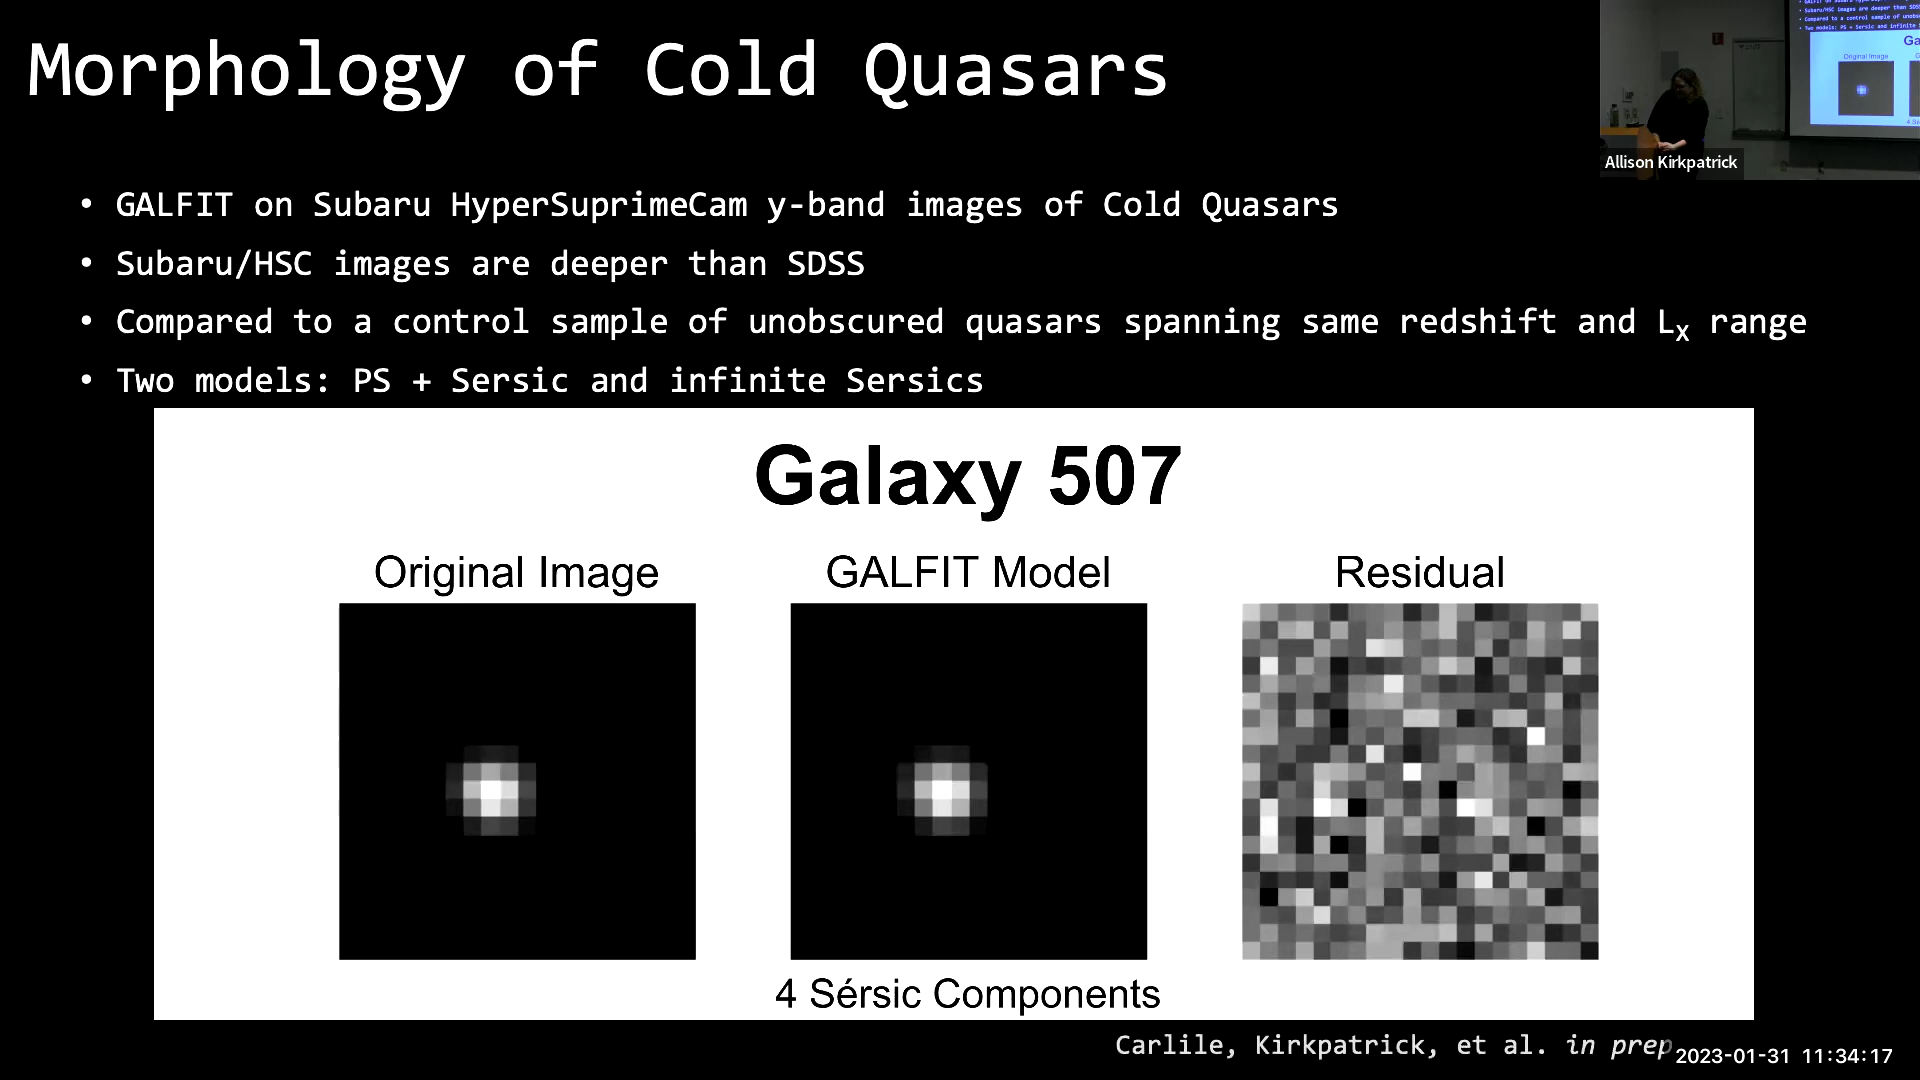 Morphology of Cold Quasars
Allison Kirkpatrick
• GALFIT on Subaru HyperSuprimeCam y-band images of Cold Quasars
• Subaru/HSC images are deeper than SDSS
• Compared to a control sample of unobscured quasars spanning same redshift and Lx range
• Two models: PS + Sersic and infinite Sersics
Galaxy 507
Original Image GALFIT Model Residual
4 Sérsic Components
Carlile, Kirkpatrick, et al. in prep
2023-01-31 11:34:17